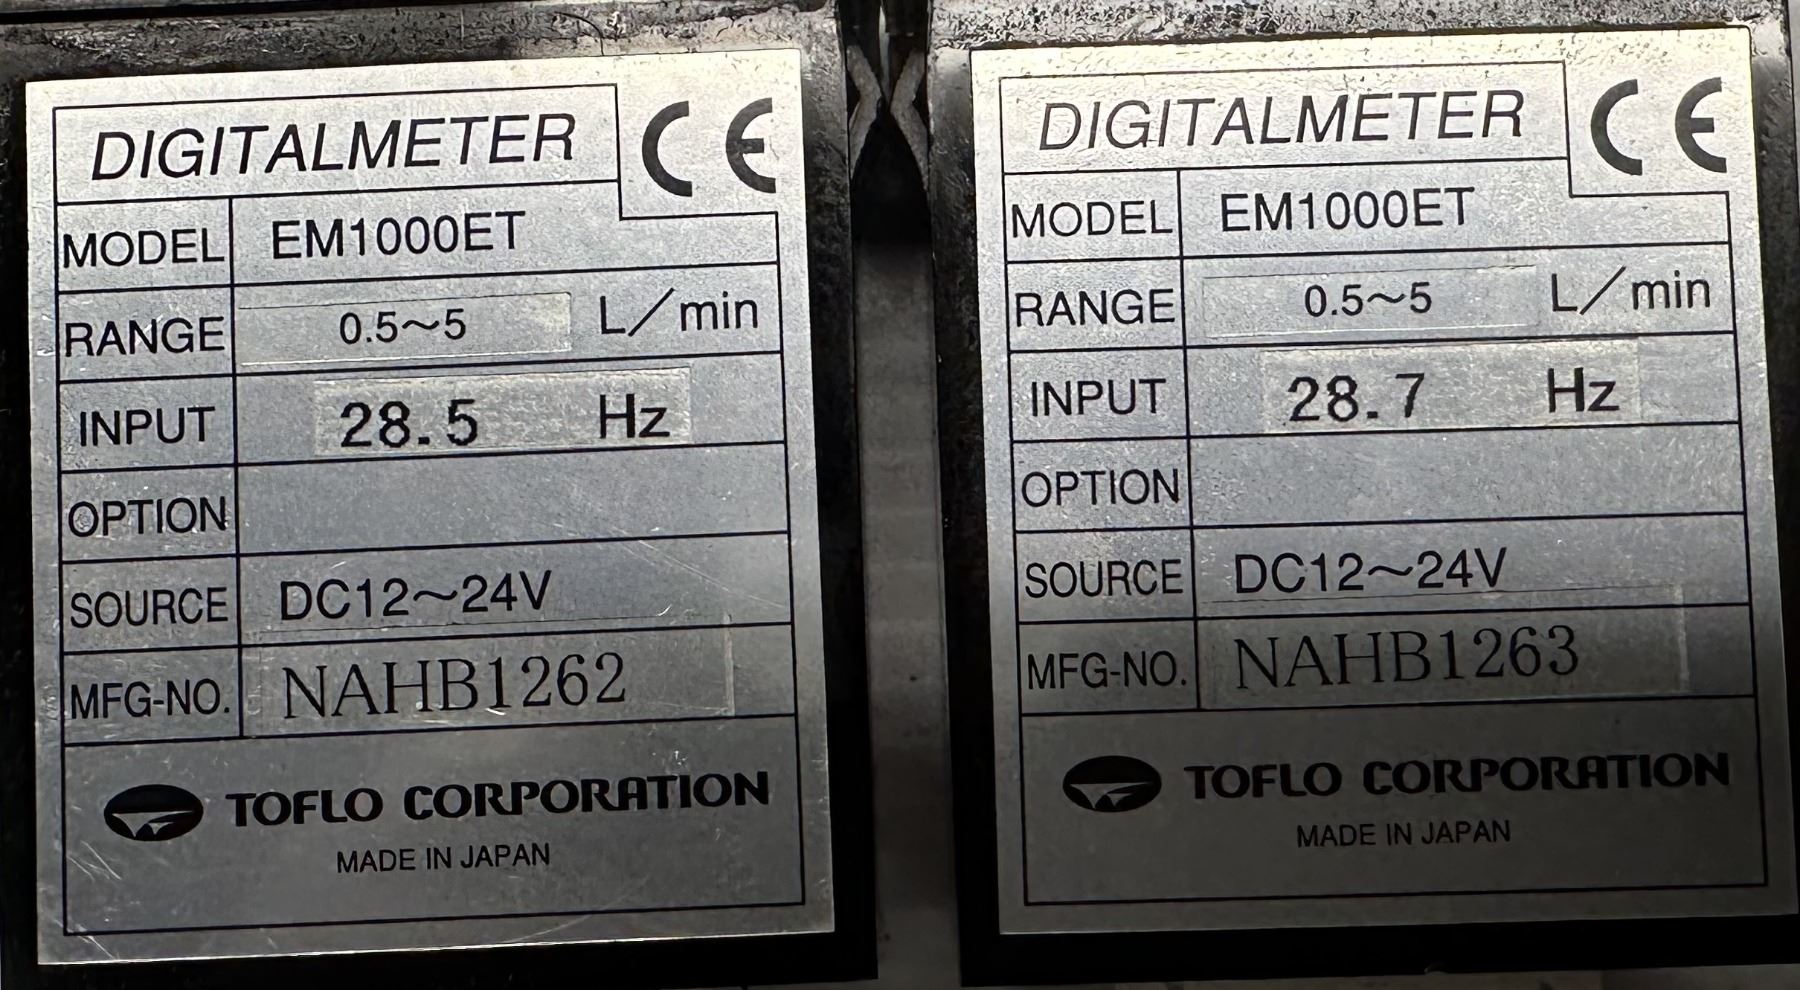 DIGITALMETER CE
MODEL EM1000ET
RANGE 0.5～5 L／min
INPUT 28.5 Hz
OPTION
SOURCE DC12～24V
MFG-NO. NAHB1262
TOFLO CORPORATION
MADE IN JAPAN
DIGITALMETER CE
MODEL EM1000ET
RANGE 0.5～5 L／min
INPUT 28.7 Hz
OPTION
SOURCE DC12～24V
MFG-NO. NAHB1263
TOFLO CORPORATION
MADE IN JAPAN